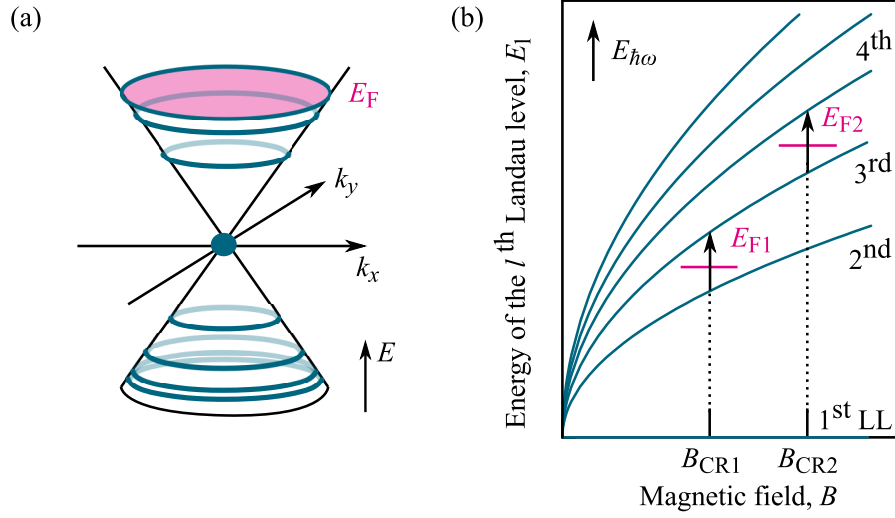 (a)
E_F
k_y
k_x
E
(b)
Energy of the l^th Landau level, E_l
E_ħω
4^th
E_F2
3^rd
E_F1
2^nd
1^st LL
B_CR1
B_CR2
Magnetic field, B